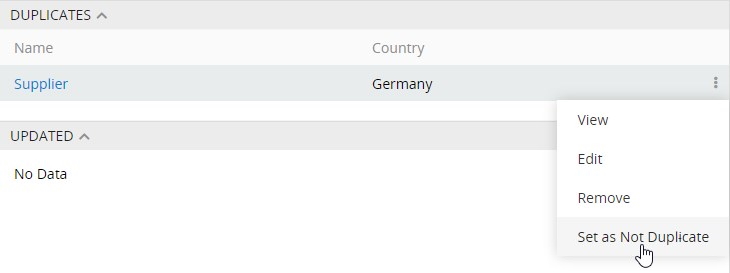 DUPLICATES
Name Country
Supplier Germany
View
UPDATED
Edit
No Data
Remove
Set as Not Duplicate